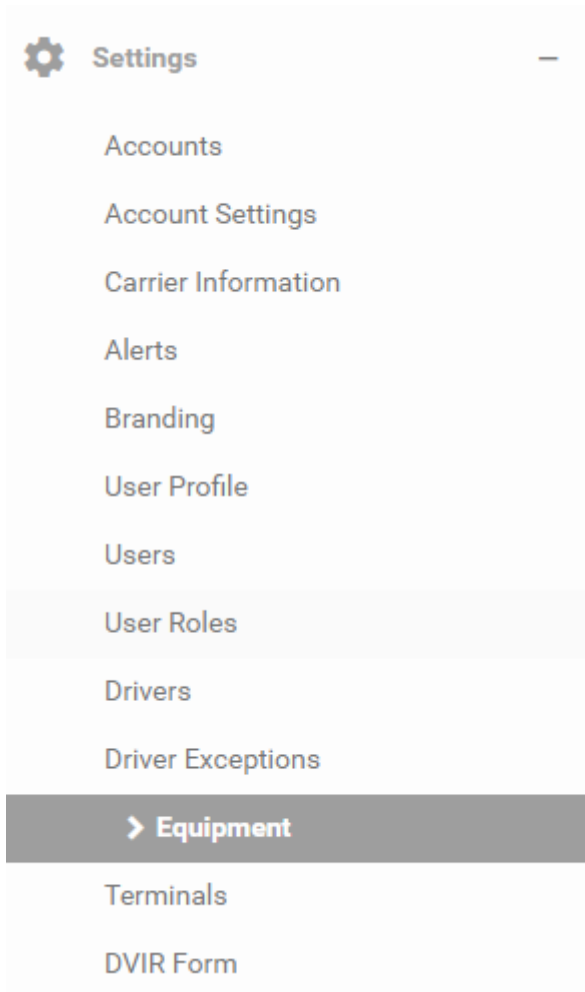 Settings
Accounts
Account Settings
Carrier Information
Alerts
Branding
User Profile
Users
User Roles
Drivers
Driver Exceptions
Equipment
Terminals
DVIR Form